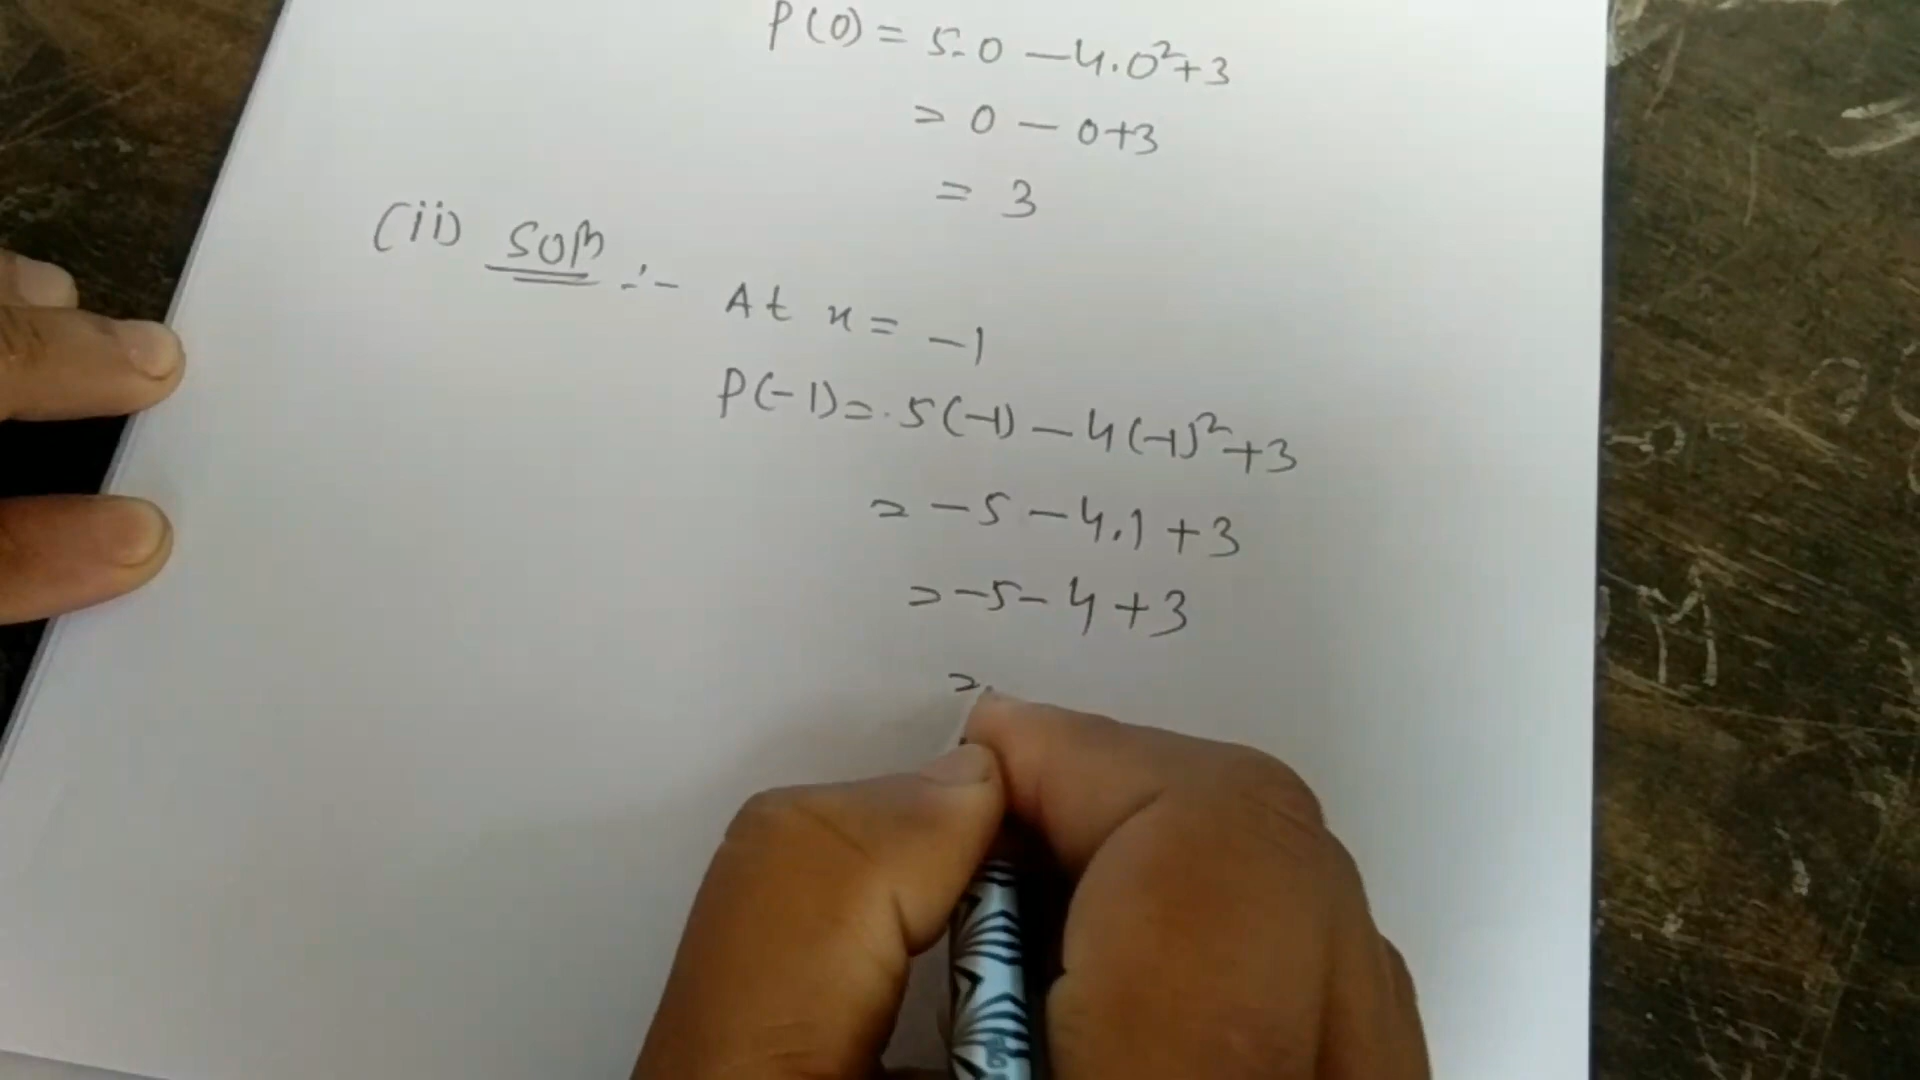 P(0) = 5.0 - 4.0²+3
= 0 - 0+3
= 3
(ii) Solⁿ :- At x = -1
P(-1) = 5(-1) - 4(-1)²+3
= -5 - 4.1 +3
= -5 - 4 +3
=